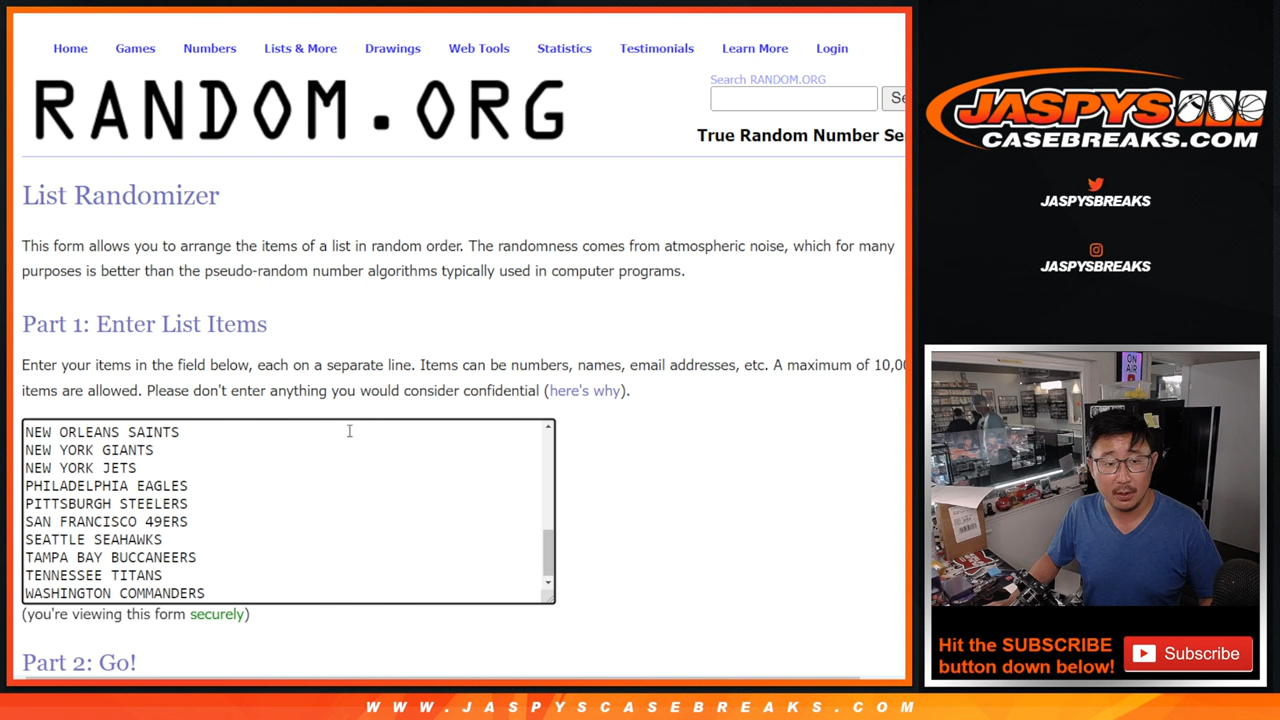 Home Games Numbers Lists & More Drawings Web Tools Statistics Testimonials Learn More Login
RANDOM.ORG
Search RANDOM.ORG
Se
True Random Number Se
List Randomizer
This form allows you to arrange the items of a list in random order. The randomness comes from atmospheric noise, which for many
purposes is better than the pseudo-random number algorithms typically used in computer programs.
Part 1: Enter List Items
Enter your items in the field below, each on a separate line. Items can be numbers, names, email addresses, etc. A maximum of 10,00
items are allowed. Please don't enter anything you would consider confidential (here's why).
NEW ORLEANS SAINTS
NEW YORK GIANTS
NEW YORK JETS
PHILADELPHIA EAGLES
PITTSBURGH STEELERS
SAN FRANCISCO 49ERS
SEATTLE SEAHAWKS
TAMPA BAY BUCCANEERS
TENNESSEE TITANS
WASHINGTON COMMANDERS
(you're viewing this form securely)
Part 2: Go!
JASPYS
CASEBREAKS.COM
JASPYSBREAKS
JASPYSBREAKS
ON
AIR
Hit the SUBSCRIBE
button down below!
Subscribe
WWW.JASPYSCASEBREAKS.COM